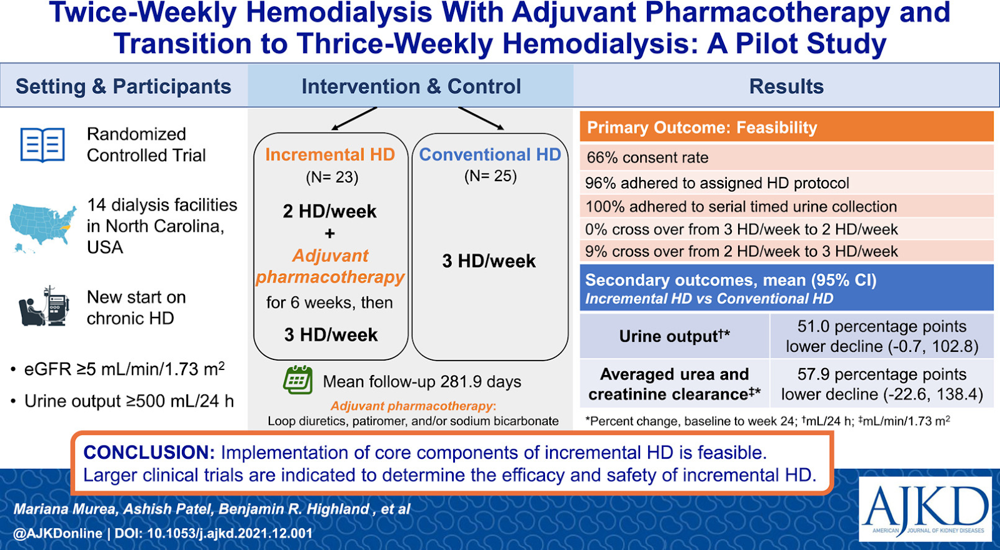 Twice-Weekly Hemodialysis With Adjuvant Pharmacotherapy and
Transition to Thrice-Weekly Hemodialysis: A Pilot Study
Setting & Participants
Randomized
Controlled Trial
14 dialysis facilities
in North Carolina,
USA
New start on
chronic HD
• eGFR ≥5 mL/min/1.73 m²
• Urine output ≥500 mL/24 h
Intervention & Control
Incremental HD
(N= 23)
2 HD/week
+
Adjuvant
pharmacotherapy
for 6 weeks, then
3 HD/week
Conventional HD
(N= 25)
3 HD/week
Mean follow-up 281.9 days
Adjuvant pharmacotherapy:
Loop diuretics, patiromer, and/or sodium bicarbonate
Results
Primary Outcome: Feasibility
66% consent rate
96% adhered to assigned HD protocol
100% adhered to serial timed urine collection
0% cross over from 3 HD/week to 2 HD/week
9% cross over from 2 HD/week to 3 HD/week
Secondary outcomes, mean (95% CI)
Incremental HD vs Conventional HD
Urine output†*
51.0 percentage points
lower decline (-0.7, 102.8)
Averaged urea and
creatinine clearance‡*
57.9 percentage points
lower decline (-22.6, 138.4)
*Percent change, baseline to week 24; †mL/24 h; ‡mL/min/1.73 m²
CONCLUSION: Implementation of core components of incremental HD is feasible.
Larger clinical trials are indicated to determine the efficacy and safety of incremental HD.
Mariana Murea, Ashish Patel, Benjamin R. Highland , et al
@AJKDonline | DOI: 10.1053/j.ajkd.2021.12.001
AJKD
AMERICAN JOURNAL OF KIDNEY DISEASES